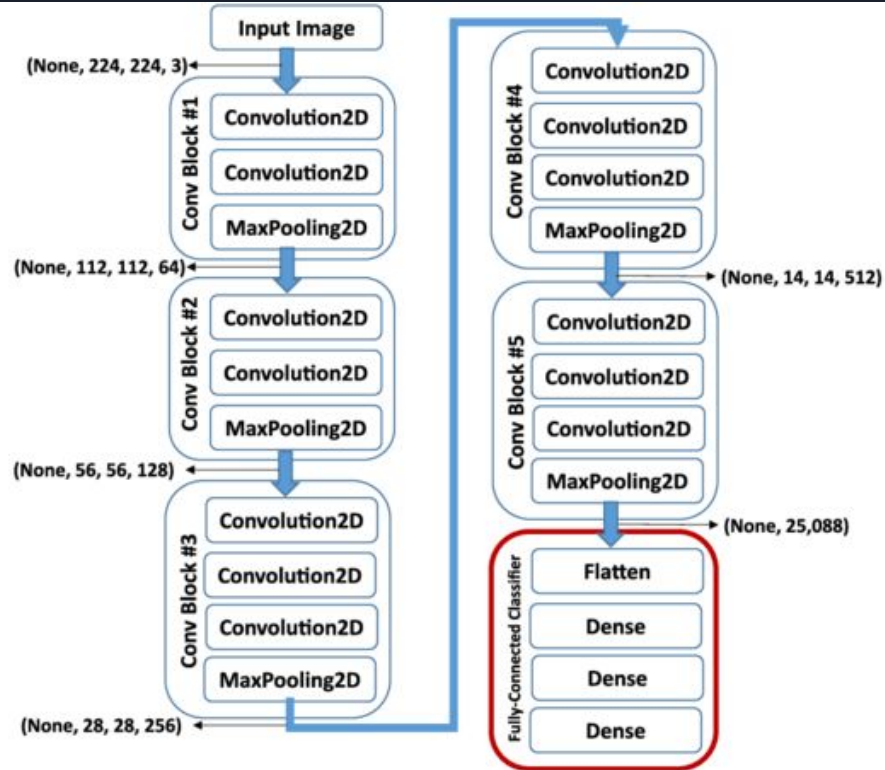 Input Image
(None, 224, 224, 3)
Conv Block #1
Convolution2D
Convolution2D
MaxPooling2D
(None, 112, 112, 64)
Conv Block #2
Convolution2D
Convolution2D
MaxPooling2D
(None, 56, 56, 128)
Conv Block #3
Convolution2D
Convolution2D
Convolution2D
MaxPooling2D
(None, 28, 28, 256)
Conv Block #4
Convolution2D
Convolution2D
Convolution2D
MaxPooling2D
(None, 14, 14, 512)
Conv Block #5
Convolution2D
Convolution2D
Convolution2D
MaxPooling2D
(None, 25,088)
Fully-Connected Classifier
Flatten
Dense
Dense
Dense